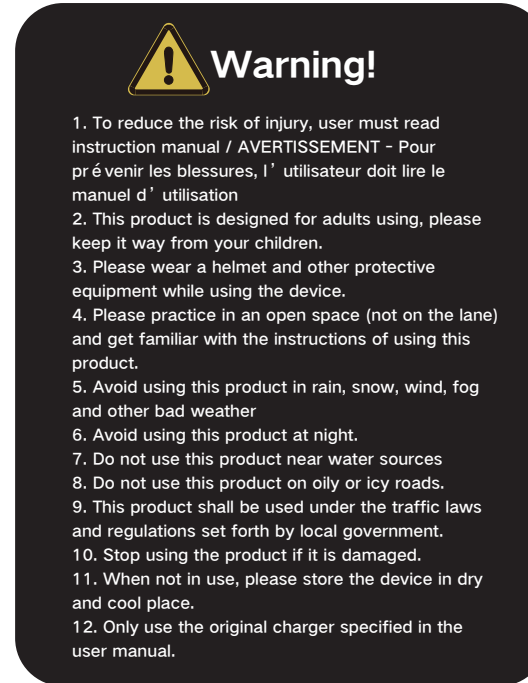 Warning!
1. To reduce the risk of injury, user must read
instruction manual / AVERTISSEMENT - Pour
pr é venir les blessures, l ’ utilisateur doit lire le
manuel d ’ utilisation
2. This product is designed for adults using, please
keep it way from your children.
3. Please wear a helmet and other protective
equipment while using the device.
4. Please practice in an open space (not on the lane)
and get familiar with the instructions of using this
product.
5. Avoid using this product in rain, snow, wind, fog
and other bad weather
6. Avoid using this product at night.
7. Do not use this product near water sources
8. Do not use this product on oily or icy roads.
9. This product shall be used under the traffic laws
and regulations set forth by local government.
10. Stop using the product if it is damaged.
11. When not in use, please store the device in dry
and cool place.
12. Only use the original charger specified in the
user manual.